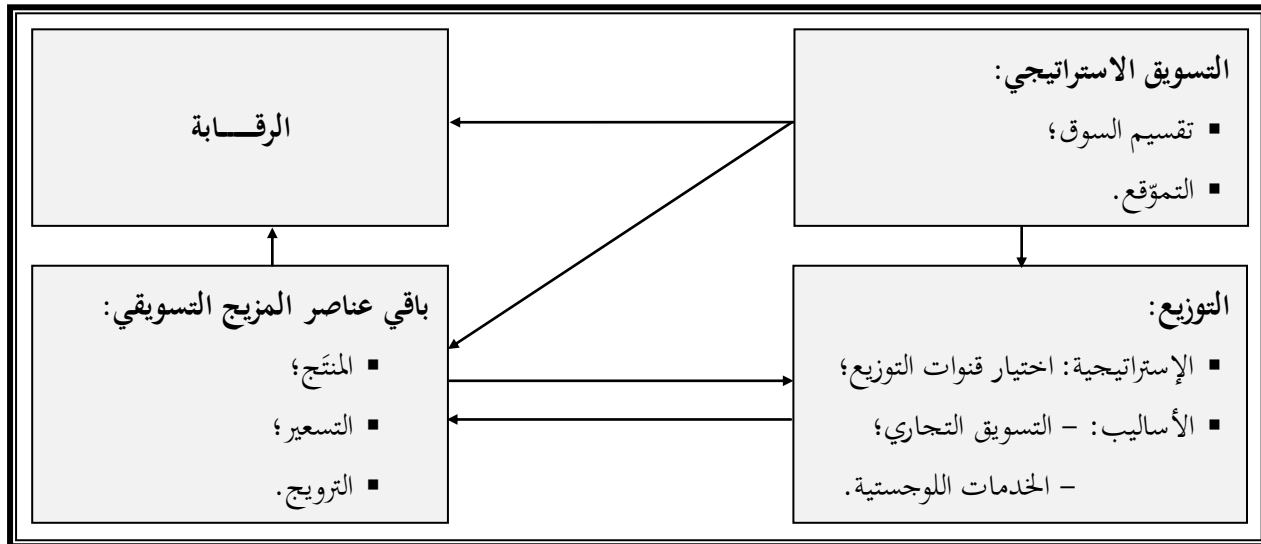 التسويق الاستراتيجي:
▪ تقسيم السوق؛
▪ التموّقع.
الرقـــابة
التوزيع:
▪ الإستراتيجية: اختيار قنوات التوزيع؛
▪ الأساليب: – التسويق التجاري؛
– الخدمات اللوجستية.
باقي عناصر المزيج التسويقي:
▪ المنتَج؛
▪ التسعير؛
▪ الترويج.